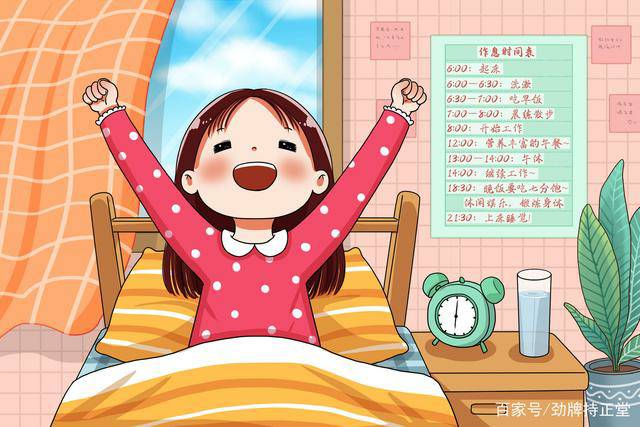 作息时间表
6:00：起床
6:00—6:30：洗漱
6:30—7:00：吃早饭
7:00—8:00：晨练散步
8:00：开始工作
12:00：营养丰富的午餐~
13:00—14:00：午休
14:00：继续工作~
18:30：晚饭要吃七分饱~
休闲娱乐，锻炼身体
21:30：上床睡觉!
百家号/劲牌持正堂